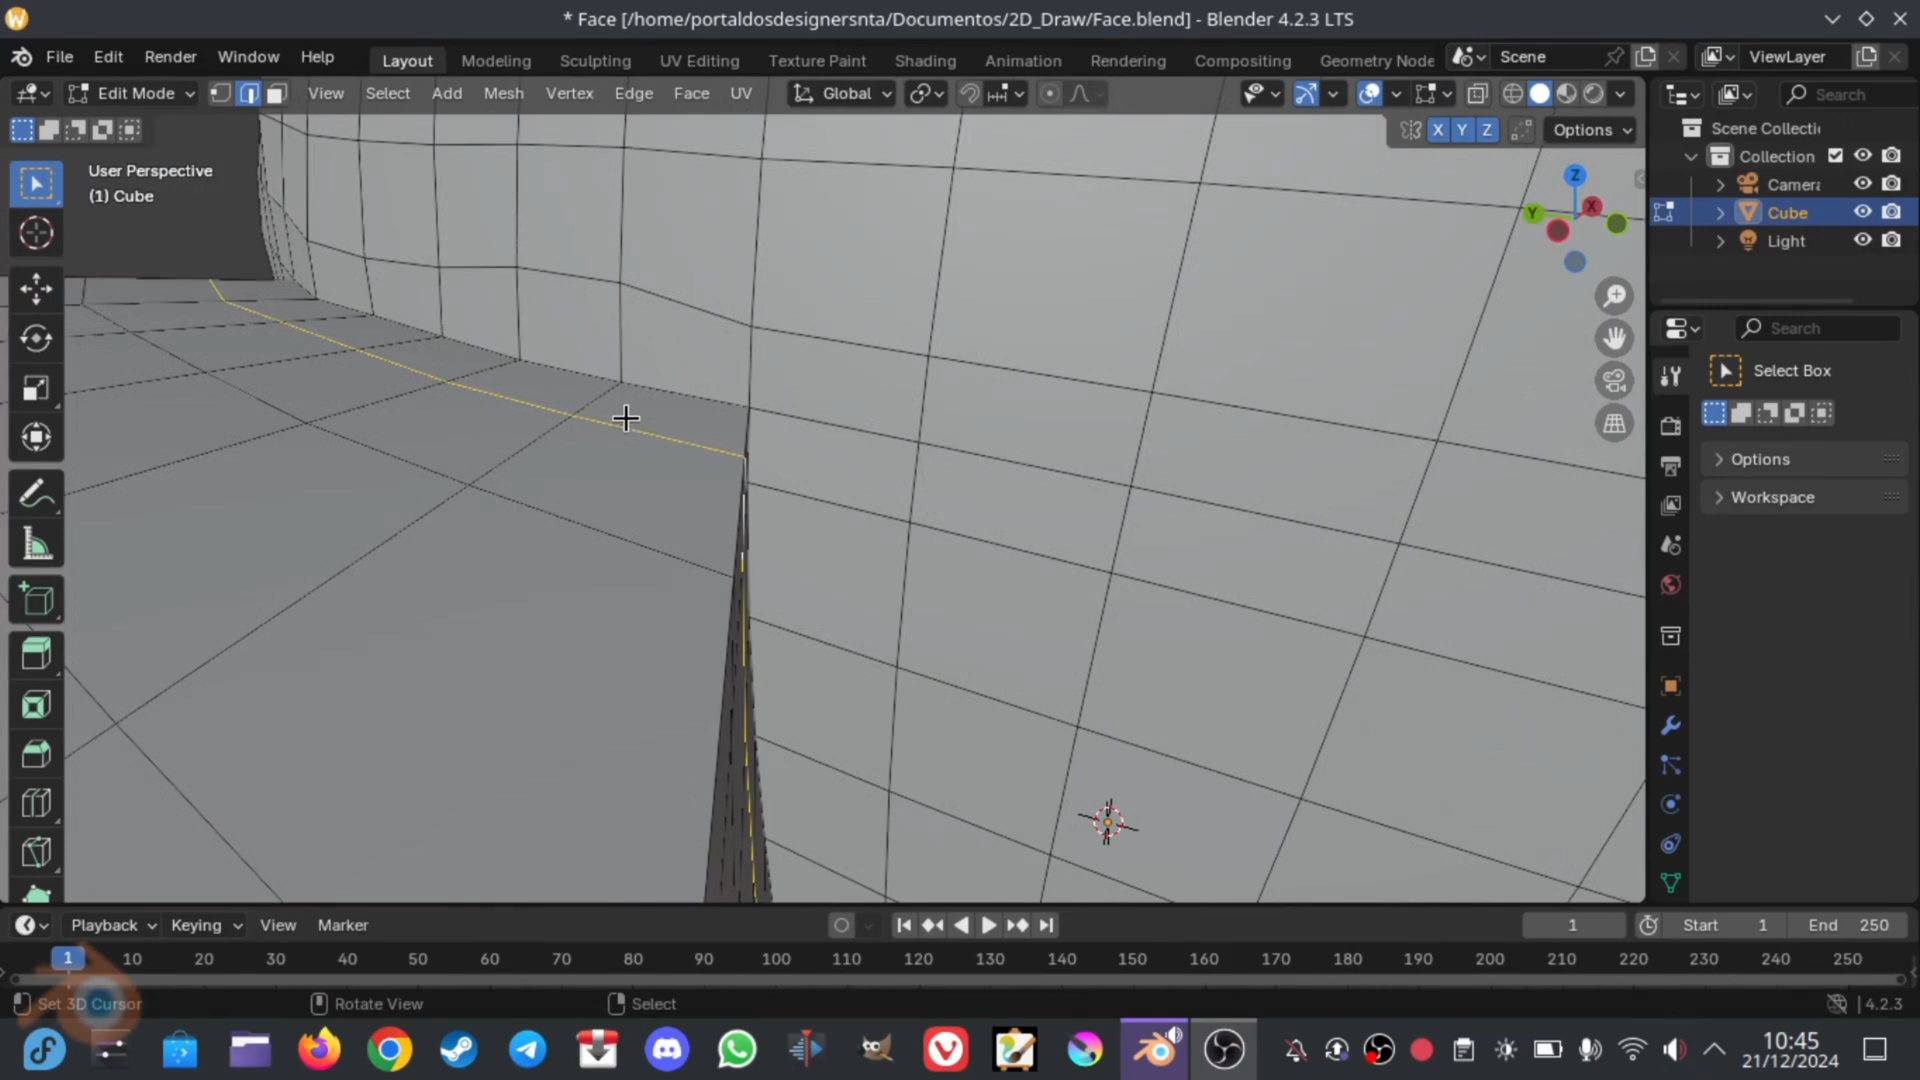 * Face [/home/portaldosdesignersnta/Documentos/2D_Draw/Face.blend] - Blender 4.2.3 LTS
File Edit Render Window Help Layout Modeling Sculpting UV Editing Texture Paint Shading Animation Rendering Compositing Geometry Node Scene ViewLayer
Edit Mode View Select Add Mesh Vertex Edge Face UV Global Search
X Y Z Options
Scene Collecti
Collection
Camera
Cube
Light
User Perspective
(1) Cube
Z
Y X
Search
Select Box
Options
Workspace
Playback Keying View Marker 1 Start 1 End 250
1 10 20 30 40 50 60 70 80 90 100 110 120 130 140 150 160 170 180 190 200 210 220 230 240 250
Set 3D Cursor Rotate View Select 4.2.3
10:45
21/12/2024